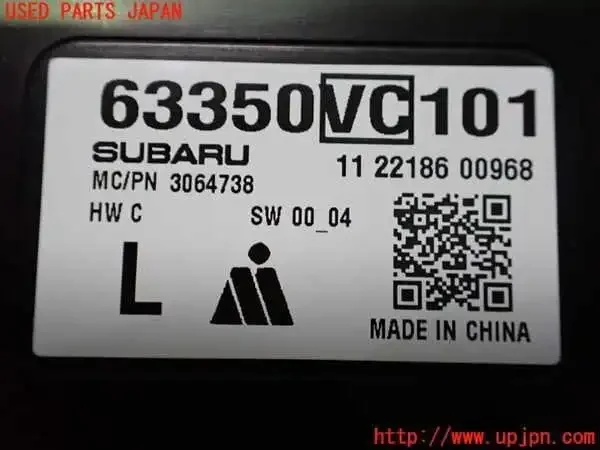 USED PARTS JAPAN
63350VC101
SUBARU 11 22186 00968
MC/PN 3064738
HW C SW 00_04
L
MADE IN CHINA
http://www.upjpn.com/